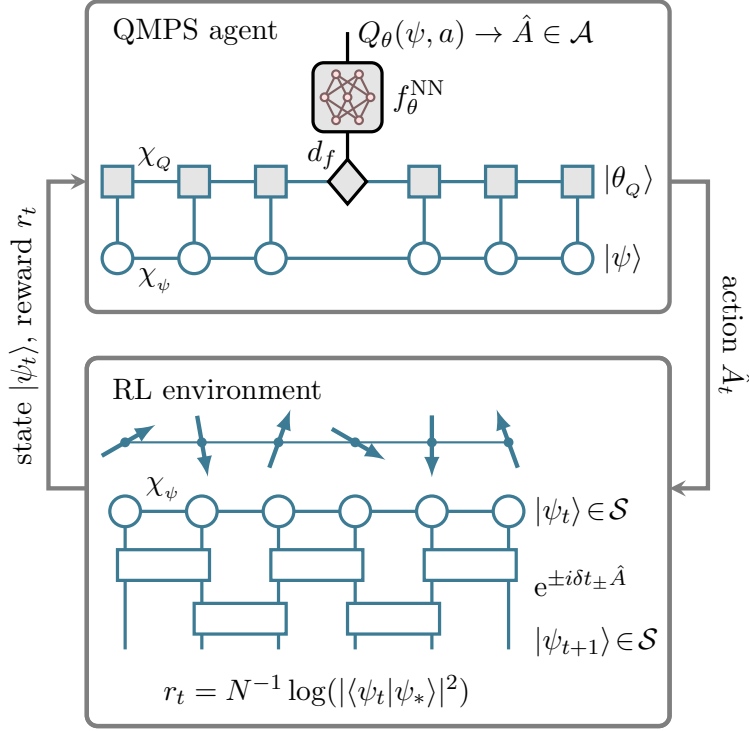 QMPS agent
Q_θ(ψ, a) → Â ∈ 𝒜
f_θ^NN
d_f
χ_Q
|θ_Q⟩
χ_ψ
|ψ⟩
state |ψ_t⟩, reward r_t
action Â_t
RL environment
χ_ψ
|ψ_t⟩ ∈ 𝒮
e^{±iδt_± Â}
|ψ_{t+1}⟩ ∈ 𝒮
r_t = N^{-1} log(|⟨ψ_t|ψ_*⟩|^2)